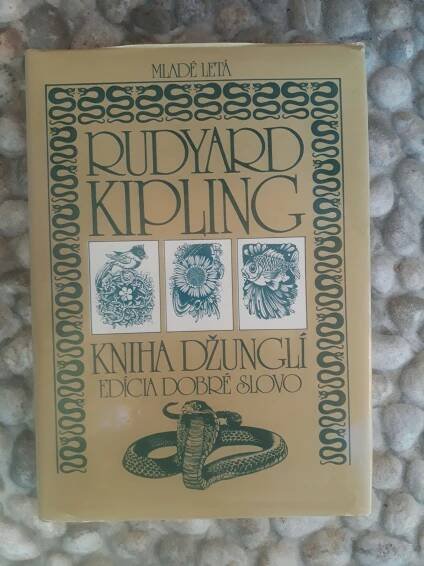 MLADÉ LETÁ
RUDYARD
KIPLING
KNIHA DŽUNGLÍ
EDÍCIA DOBRÉ SLOVO